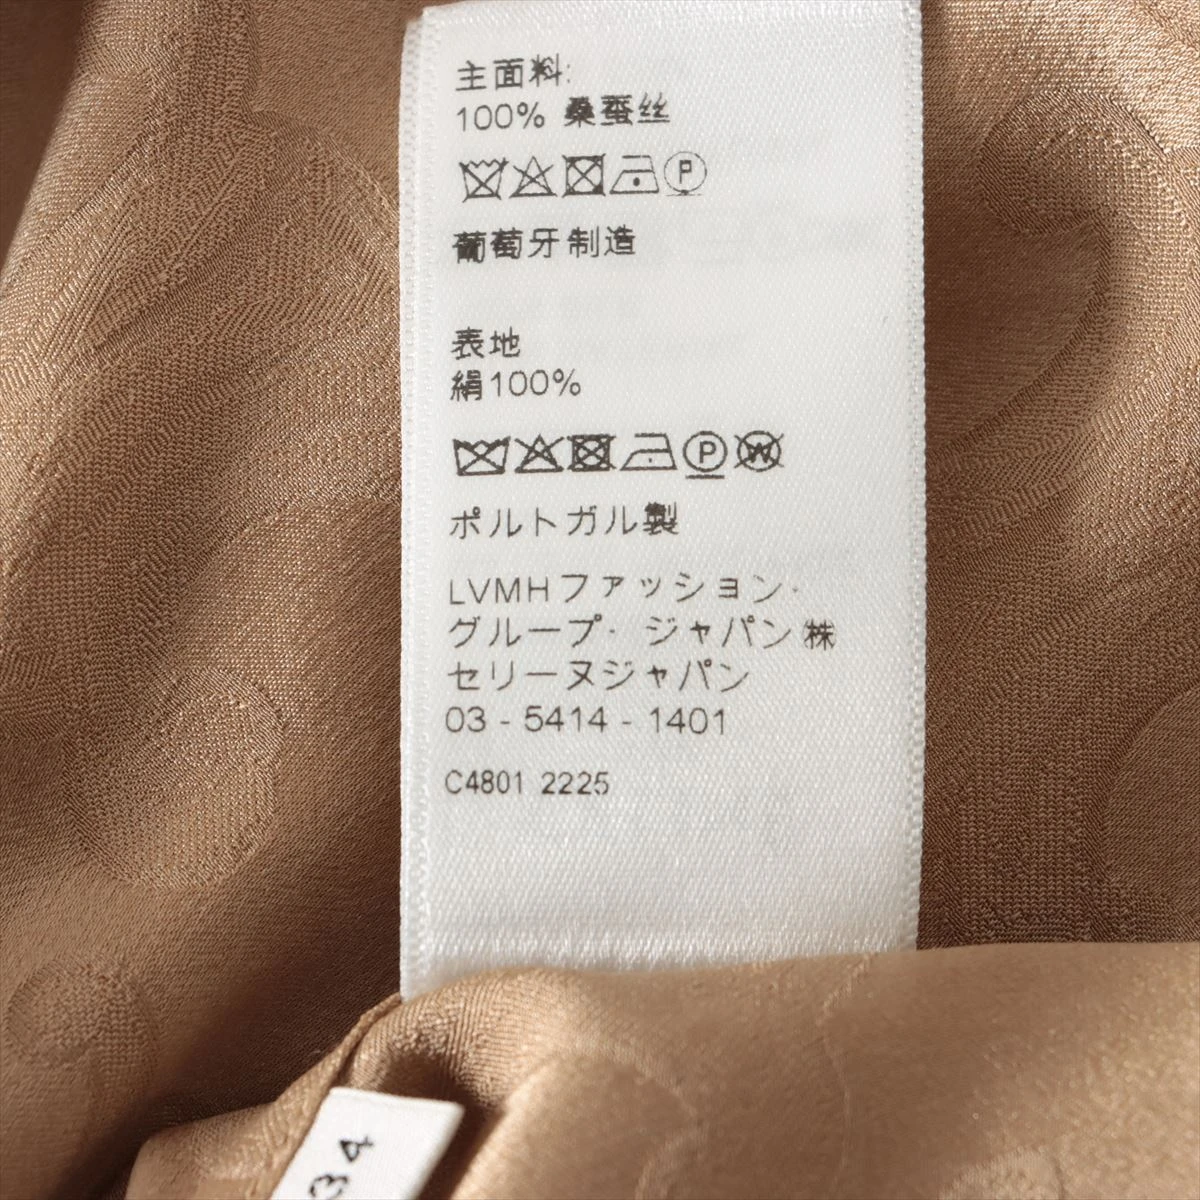 主面料:
100% 桑蚕丝
P
葡萄牙制造
表地
絹100%
P W
ポルトガル製
LVMHファッション・
グループ・ジャパン㈱
セリーヌジャパン
03 - 5414 - 1401
C4801 2225
34